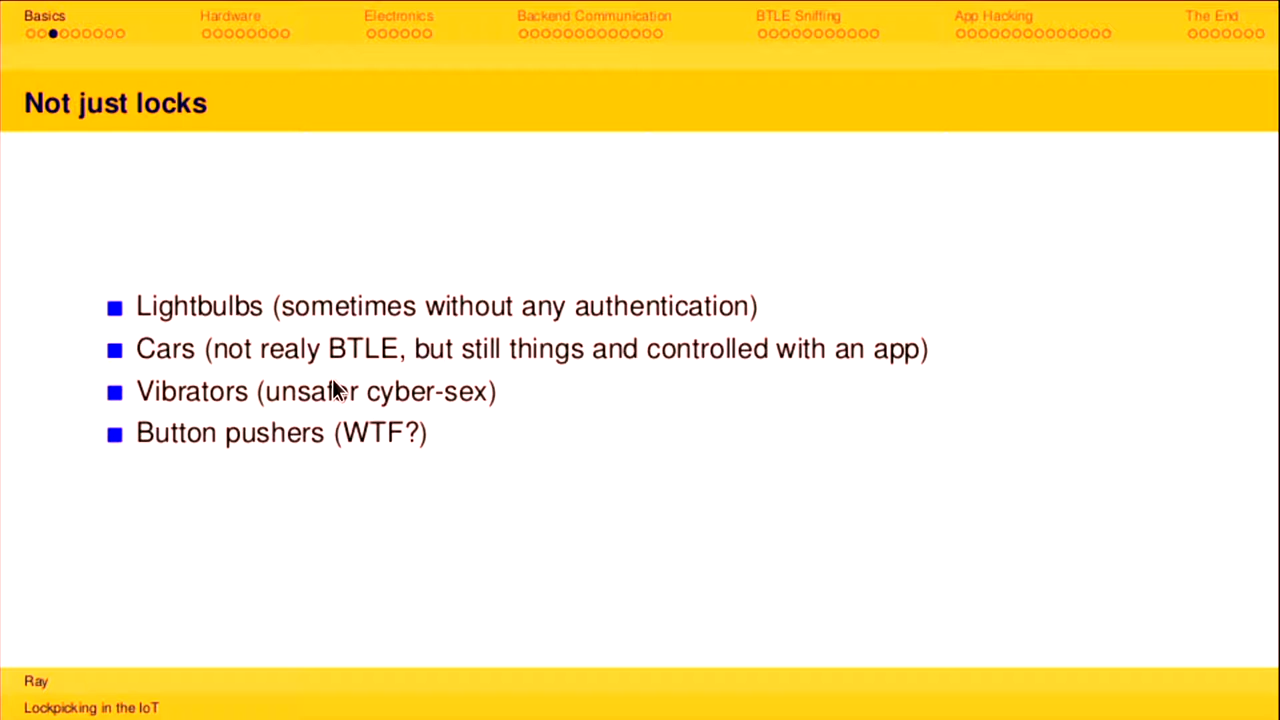 Basics Hardware Electronics Backend Communication BTLE Sniffing App Hacking The End
Not just locks
Lightbulbs (sometimes without any authentication)
Cars (not realy BTLE, but still things and controlled with an app)
Vibrators (unsafer cyber-sex)
Button pushers (WTF?)
Ray
Lockpicking in the IoT